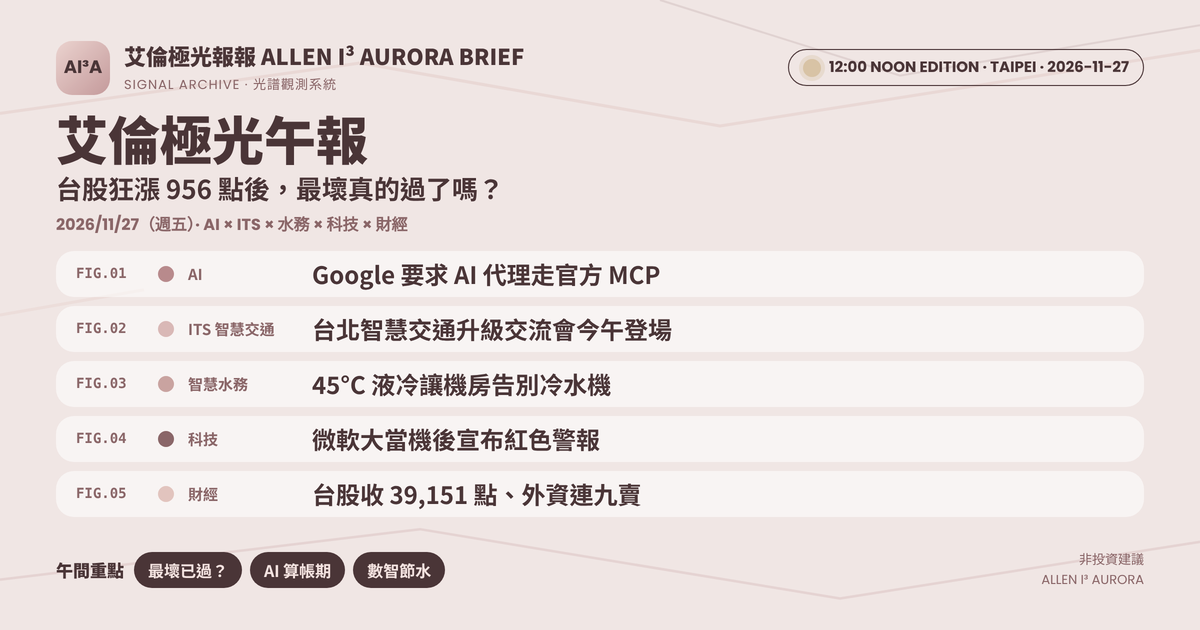 AI³A
艾倫極光報報 ALLEN I³ AURORA BRIEF
SIGNAL ARCHIVE · 光譜觀測系統
12:00 NOON EDITION · TAIPEI · 2026-11-27
艾倫極光午報
台股狂漲 956 點後，最壞真的過了嗎？
2026/11/27（週五）· AI × ITS × 水務 × 科技 × 財經
FIG.01 AI Google 要求 AI 代理走官方 MCP
FIG.02 ITS 智慧交通 台北智慧交通升級交流會今午登場
FIG.03 智慧水務 45°C 液冷讓機房告別冷水機
FIG.04 科技 微軟大當機後宣布紅色警報
FIG.05 財經 台股收 39,151 點、外資連九賣
午間重點 最壞已過？ AI 算帳期 數智節水
非投資建議
ALLEN I³ AURORA